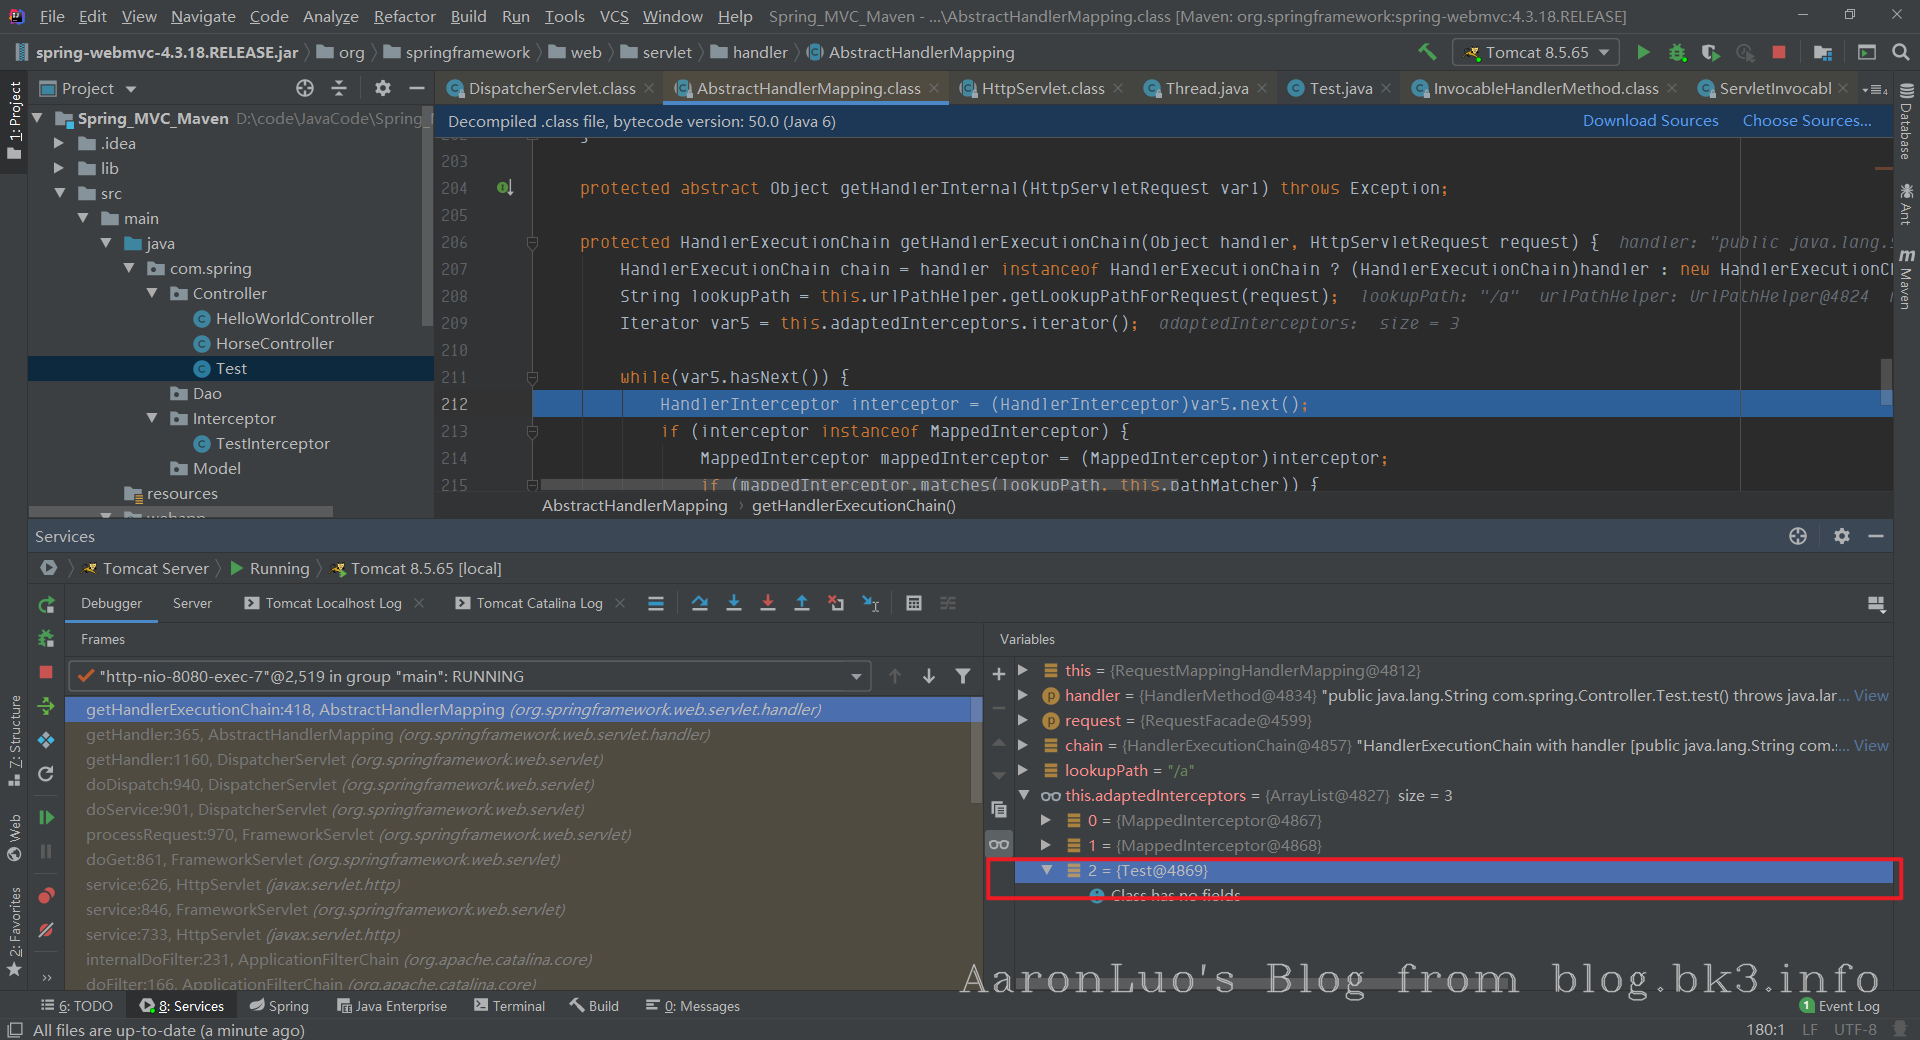 File Edit View Navigate Code Analyze Refactor Build Run Tools VCS Window Help Spring_MVC_Maven - ...\AbstractHandlerMapping.class [Maven: org.springframework:spring-webmvc:4.3.18.RELEASE]
spring-webmvc-4.3.18.RELEASE.jar org springframework web servlet handler AbstractHandlerMapping Tomcat 8.5.65
Project DispatcherServlet.class AbstractHandlerMapping.class HttpServlet.class Thread.java Test.java InvocableHandlerMethod.class ServletInvocabl 4
1: Project
Spring_MVC_Maven D:\code\JavaCode\Spring_
.idea
lib
src
main
java
com.spring
Controller
HelloWorldController
HorseController
Test
Dao
Interceptor
TestInterceptor
Model
resources
webapp
Decompiled .class file, bytecode version: 50.0 (Java 6) Download Sources Choose Sources...
203
204 protected abstract Object getHandlerInternal(HttpServletRequest var1) throws Exception;
205
206 protected HandlerExecutionChain getHandlerExecutionChain(Object handler, HttpServletRequest request) { handler: "public java.lang.
207 HandlerExecutionChain chain = handler instanceof HandlerExecutionChain ? (HandlerExecutionChain)handler : new HandlerExecutionC
208 String lookupPath = this.urlPathHelper.getLookupPathForRequest(request); lookupPath: "/a" urlPathHelper: UrlPathHelper@4824
209 Iterator var5 = this.adaptedInterceptors.iterator(); adaptedInterceptors: size = 3
210
211 while(var5.hasNext()) {
212 HandlerInterceptor interceptor = (HandlerInterceptor)var5.next();
213 if (interceptor instanceof MappedInterceptor) {
214 MappedInterceptor mappedInterceptor = (MappedInterceptor)interceptor;
215 if (mappedInterceptor.matches(lookupPath, this.pathMatcher)) {
AbstractHandlerMapping getHandlerExecutionChain()
Database
Ant
Maven
Services
Tomcat Server Running Tomcat 8.5.65 [local]
Debugger Server Tomcat Localhost Log Tomcat Catalina Log
Frames
"http-nio-8080-exec-7"@2,519 in group "main": RUNNING
getHandlerExecutionChain:418, AbstractHandlerMapping (org.springframework.web.servlet.handler)
getHandler:365, AbstractHandlerMapping (org.springframework.web.servlet.handler)
getHandler:1160, DispatcherServlet (org.springframework.web.servlet)
doDispatch:940, DispatcherServlet (org.springframework.web.servlet)
doService:901, DispatcherServlet (org.springframework.web.servlet)
processRequest:970, FrameworkServlet (org.springframework.web.servlet)
doGet:861, FrameworkServlet (org.springframework.web.servlet)
service:626, HttpServlet (javax.servlet.http)
service:846, FrameworkServlet (org.springframework.web.servlet)
service:733, HttpServlet (javax.servlet.http)
internalDoFilter:231, ApplicationFilterChain (org.apache.catalina.core)
doFilter:166, ApplicationFilterChain (org.apache.catalina.core)
Variables
this = {RequestMappingHandlerMapping@4812}
handler = {HandlerMethod@4834} "public java.lang.String com.spring.Controller.Test.test() throws java.lar... View
request = {RequestFacade@4599}
chain = {HandlerExecutionChain@4857} "HandlerExecutionChain with handler [public java.lang.String com.... View
lookupPath = "/a"
this.adaptedInterceptors = {ArrayList@4827} size = 3
0 = {MappedInterceptor@4867}
1 = {MappedInterceptor@4868}
2 = {Test@4869}
Class has no fields
AaronLuo's Blog from blog.bk3.info
Z: Structure
Web
2: Favorites
6: TODO 8: Services Spring Java Enterprise Terminal Build 0: Messages 1 Event Log
All files are up-to-date (a minute ago) 180:1 LF UTF-8